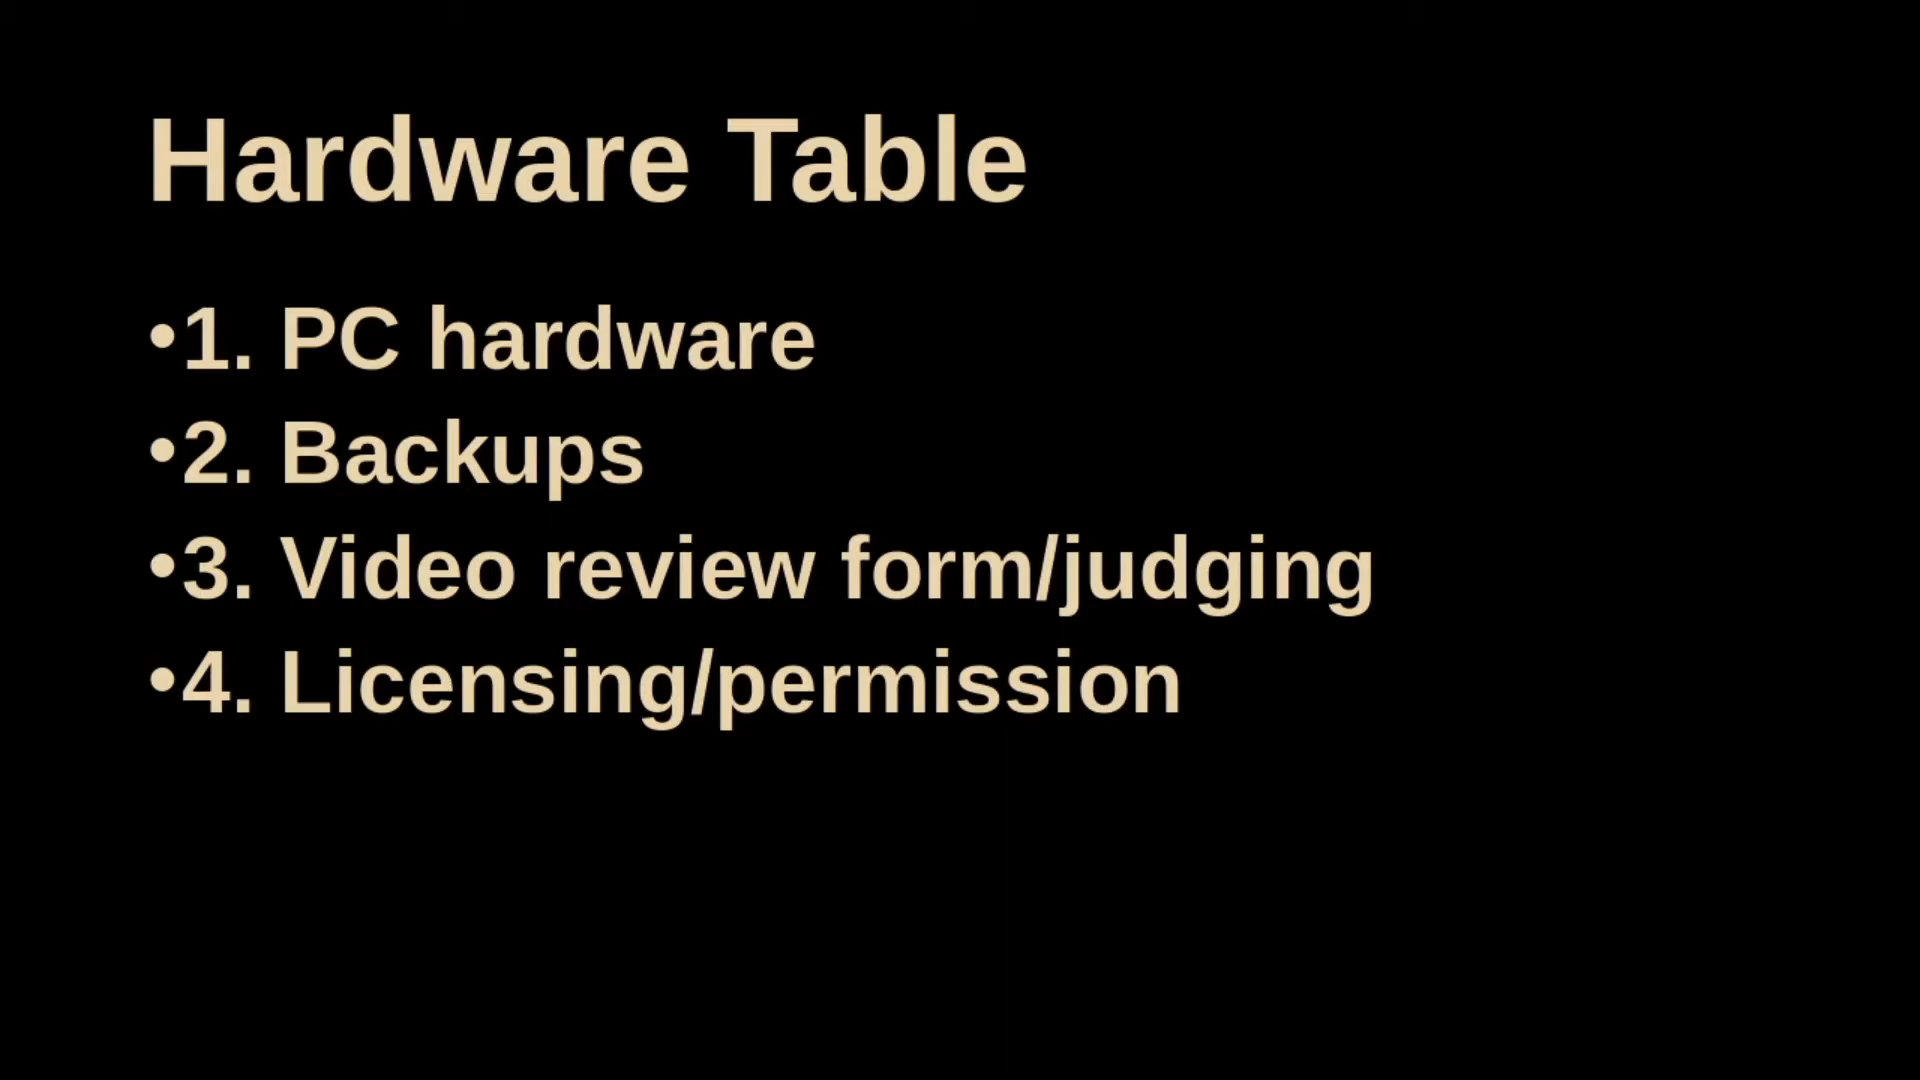 Hardware Table
•1. PC hardware
•2. Backups
•3. Video review form/judging
•4. Licensing/permission